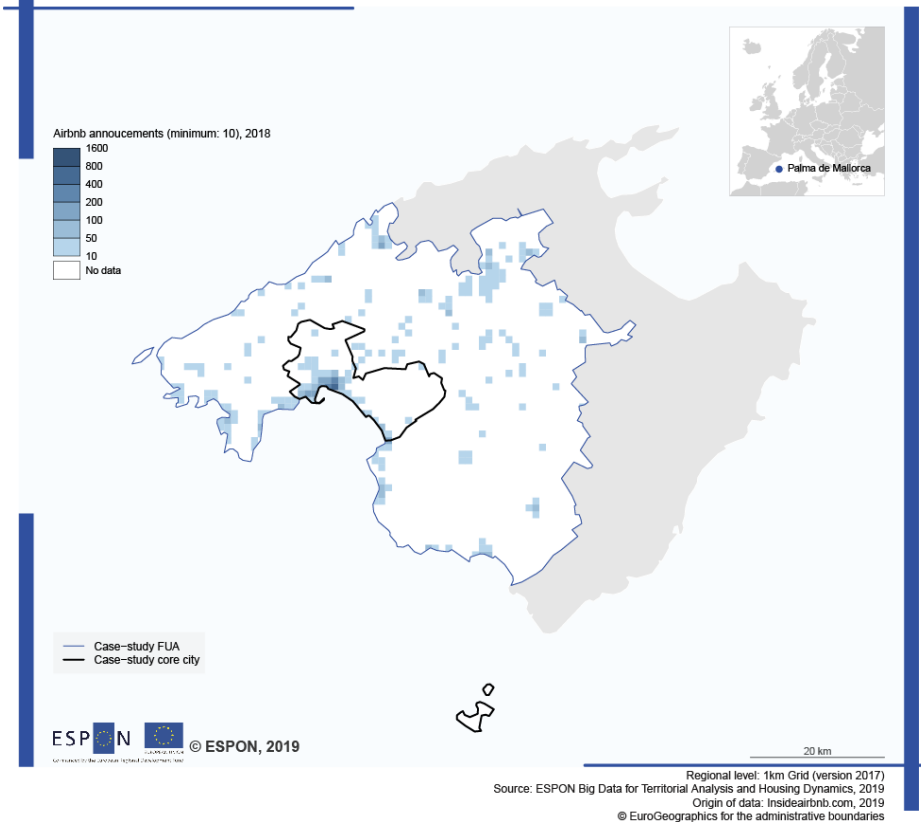 Palma de Mallorca
Airbnb annoucements (minimum: 10), 2018
1600
800
400
200
100
50
10
No data
Case-study FUA
Case-study core city
ESPON
© ESPON, 2019
20 km
Regional level: 1km Grid (version 2017)
Source: ESPON Big Data for Territorial Analysis and Housing Dynamics, 2019
Origin of data: Insideairbnb.com, 2019
© EuroGeographics for the administrative boundaries